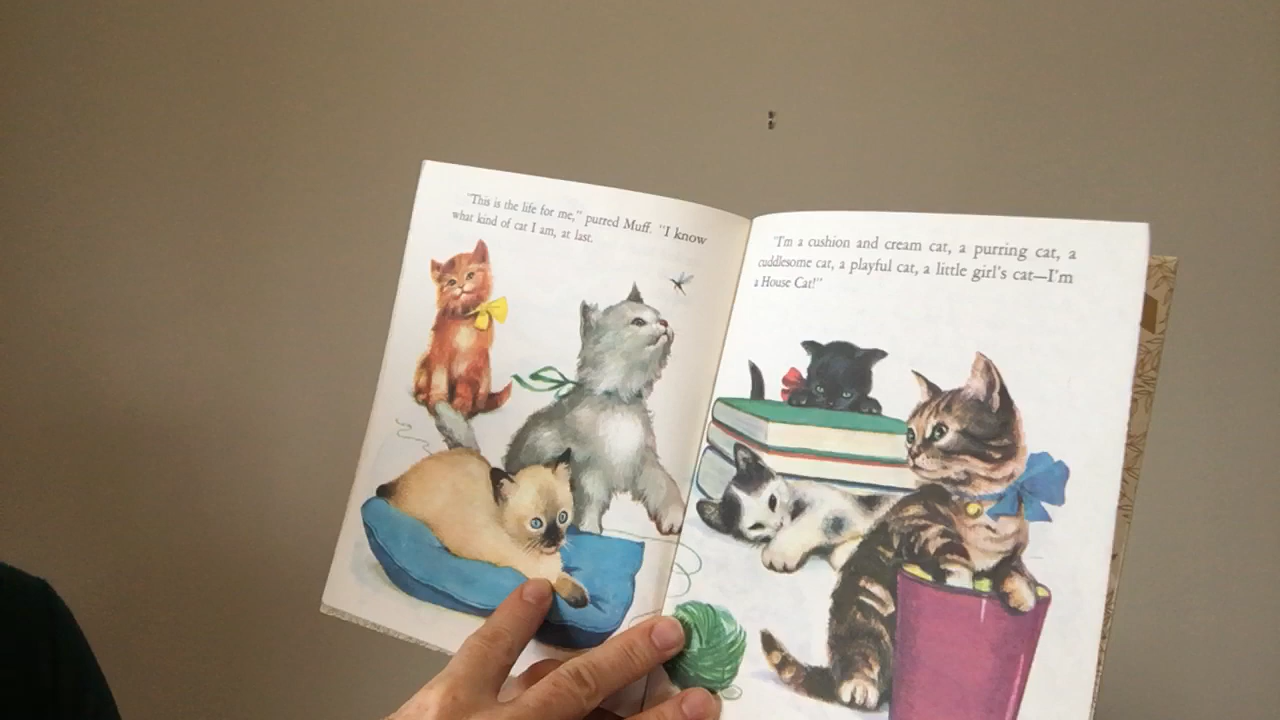 "This is the life for me," purred Muff. "I know
what kind of cat I am, at last.
"I'm a cushion and cream cat, a purring cat, a
cuddlesome cat, a playful cat, a little girl's cat—I'm
a House Cat!"